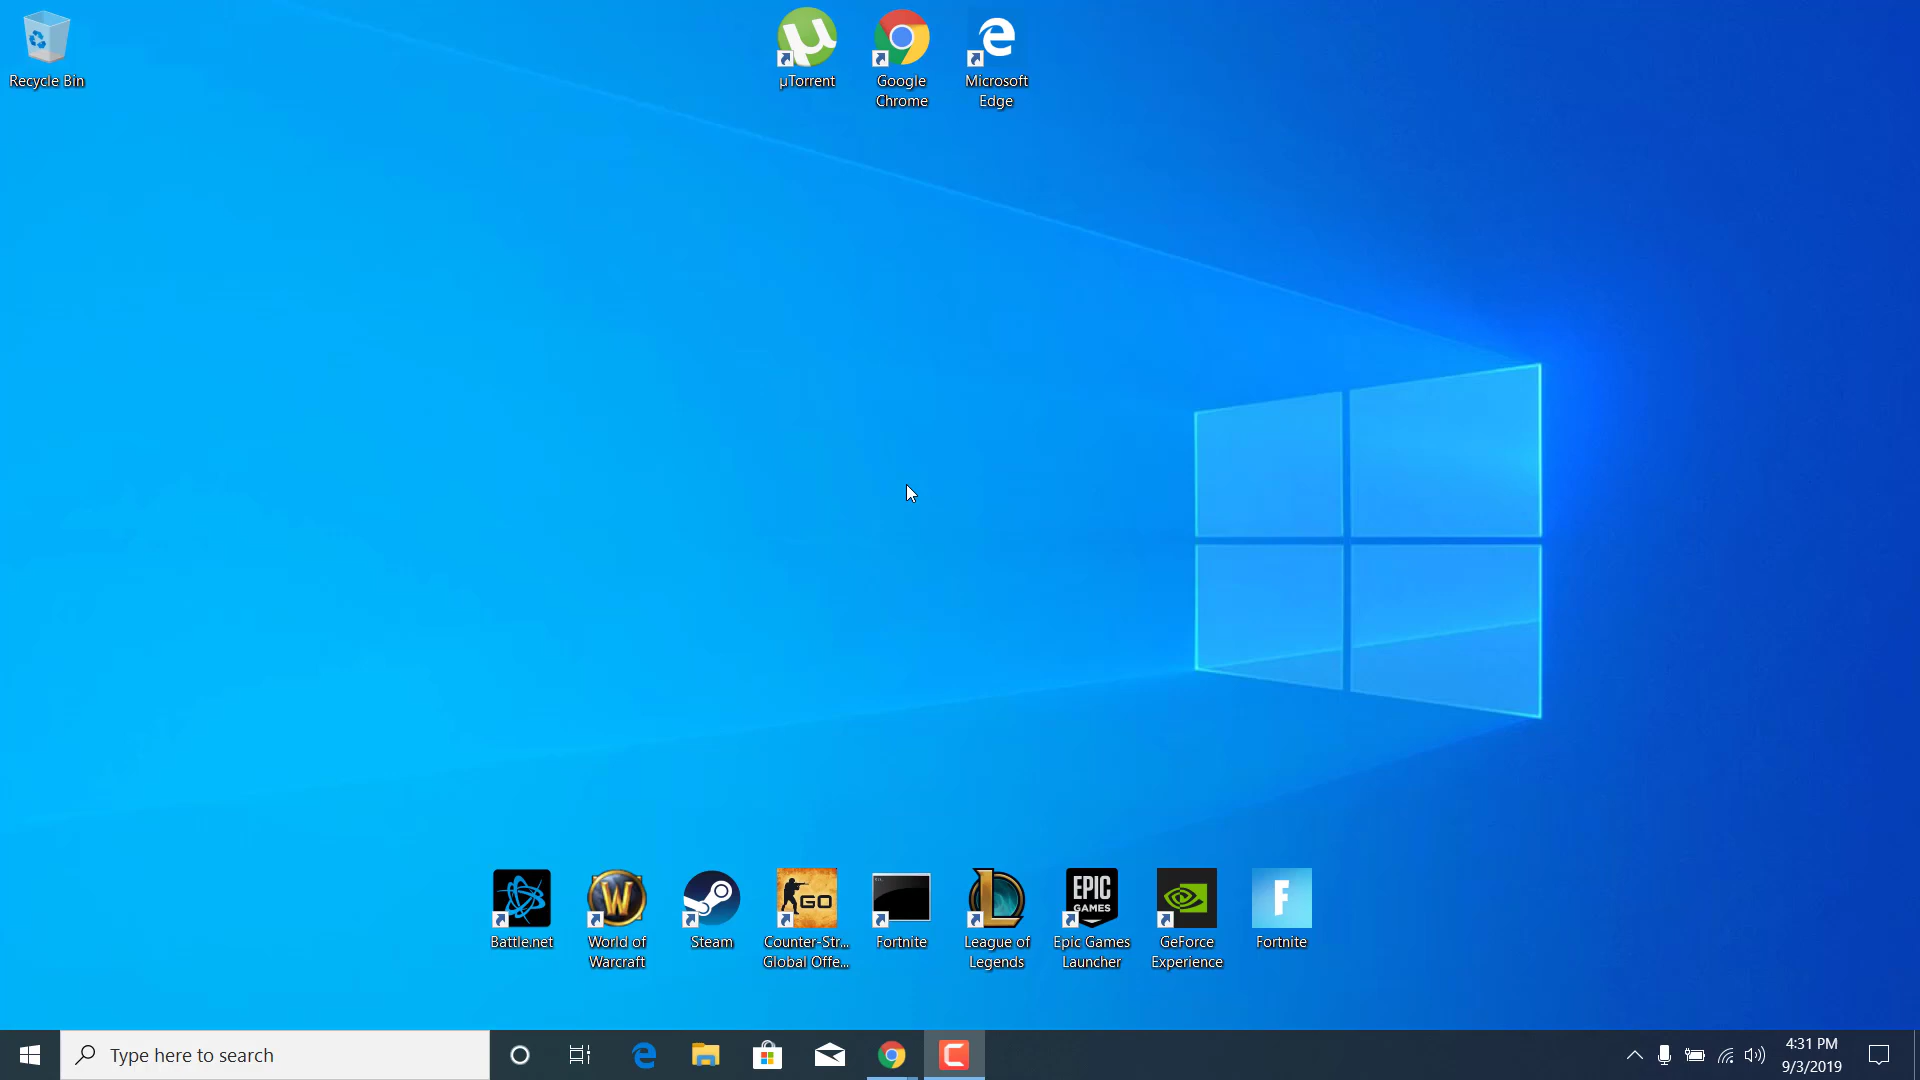 Recycle Bin
µTorrent
Google
Chrome
Microsoft
Edge
GO
EPIC
GAMES
F
Battle.net
World of
Warcraft
Steam
Counter-Str...
Global Offe...
Fortnite
League of
Legends
Epic Games
Launcher
GeForce
Experience
Fortnite
Type here to search
4:31 PM
9/3/2019